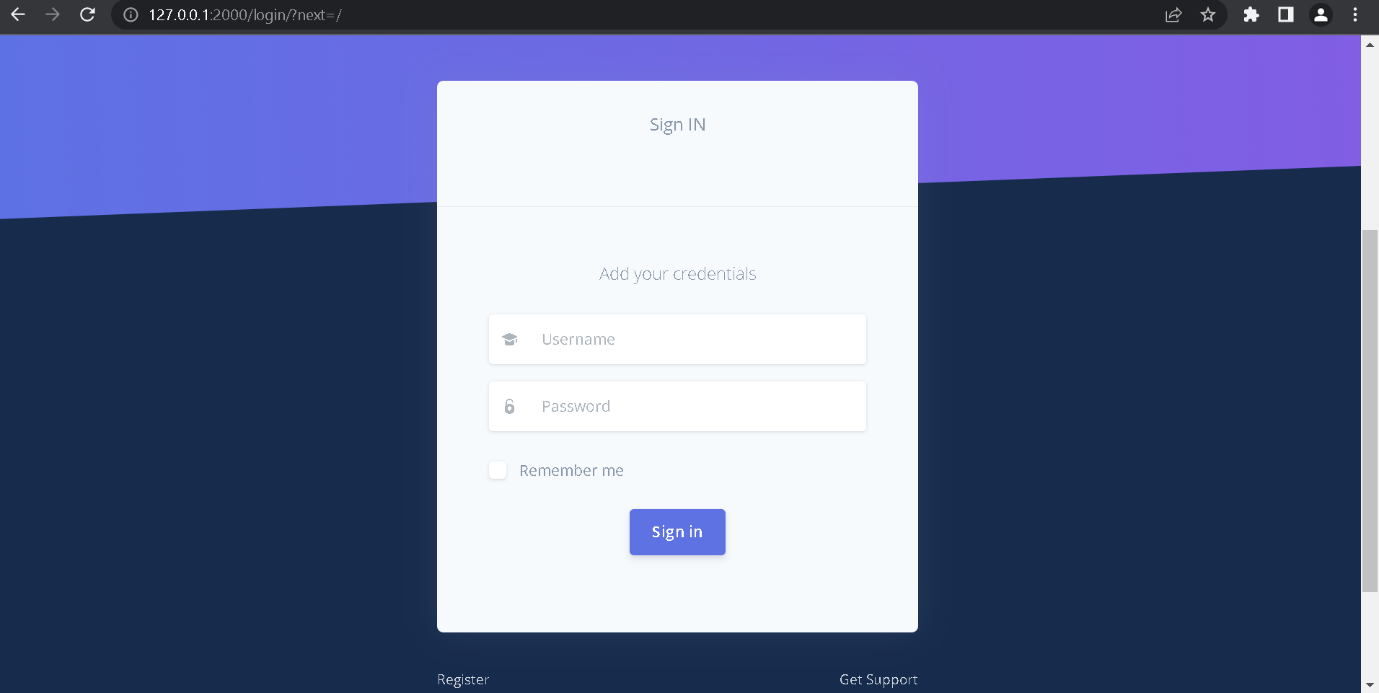 127.0.0.1:2000/login/?next=/
Sign IN
Add your credentials
Username
Password
Remember me
Sign in
Register
Get Support